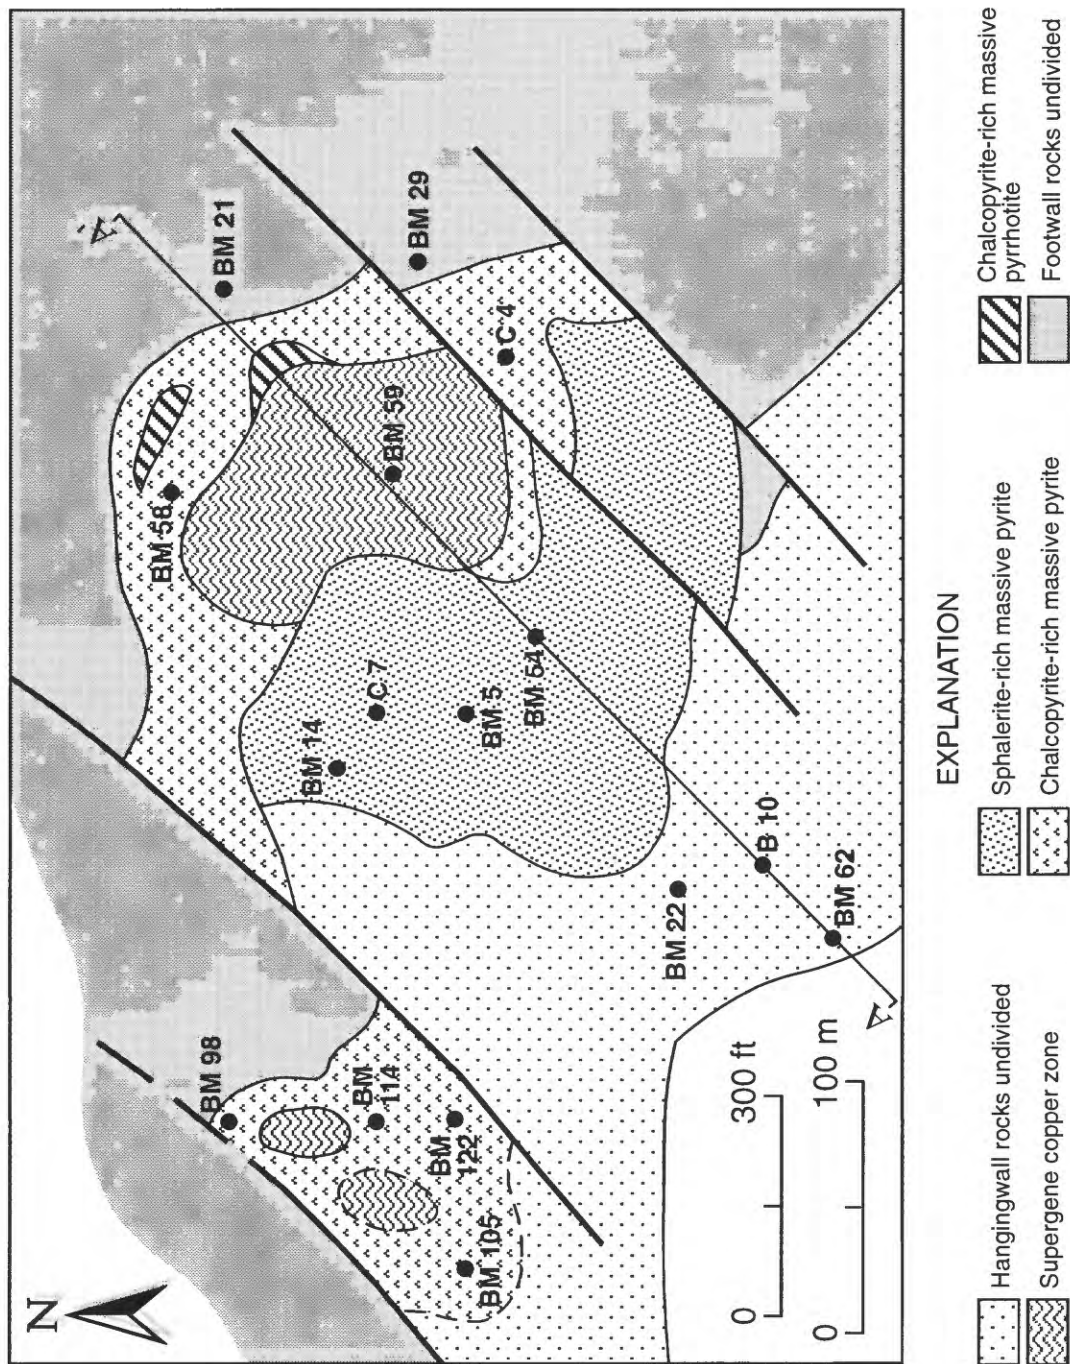 N
BM 98
BM
114
BM
122
BM 105
BM 58
BM 21
BM 29
BM 59
C 4
C 7
BM 14
BM 5
BM 54
BM 22
B 10
BM 62
A'
A
0 300 ft
0 100 m
EXPLANATION
Hangingwall rocks undivided
Supergene copper zone
Sphalerite-rich massive pyrite
Chalcopyrite-rich massive pyrite
Chalcopyrite-rich massive
pyrrhotite
Footwall rocks undivided